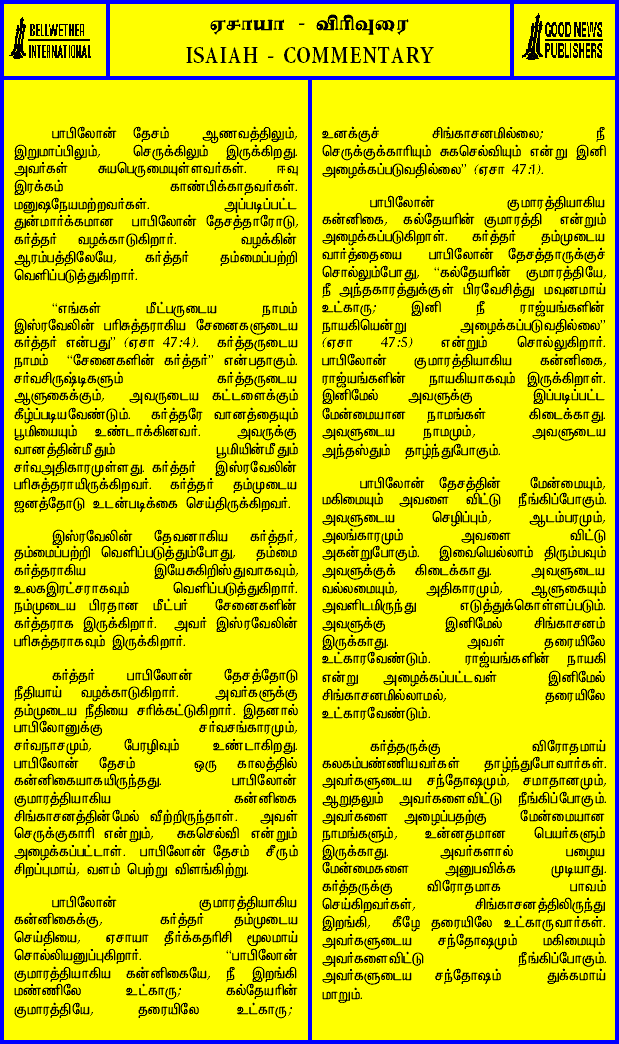 BELLWETHER
INTERNATIONAL
ஏசாயா - விரிவுரை
ISAIAH - COMMENTARY
GOOD NEWS
PUBLISHERS
பாபிலோன் தேசம் ஆணவத்திலும்,
இறுமாப்பிலும், செருக்கிலும் இருக்கிறது.
அவர்கள் சுயபெருமையுள்ளவர்கள். ஈவு
இரக்கம் காண்பிக்காதவர்கள்.
மனுஷநேயமற்றவர்கள். அப்படிப்பட்ட
துன்மார்க்கமான பாபிலோன் தேசத்தாரோடு,
கர்த்தர் வழக்காடுகிறார். வழக்கின்
ஆரம்பத்திலேயே, கர்த்தர் தம்மைப்பற்றி
வெளிப்படுத்துகிறார்.
“எங்கள் மீட்பருடைய நாமம்
இஸ்ரவேலின் பரிசுத்தராகிய சேனைகளுடைய
கர்த்தர் என்பது” (ஏசா 47:4). கர்த்தருடைய
நாமம் “சேனைகளின் கர்த்தர்” என்பதாகும்.
சர்வசிருஷ்டிகளும் கர்த்தருடைய
ஆளுகைக்கும், அவருடைய கட்டளைக்கும்
கீழ்ப்படியவேண்டும். கர்த்தரே வானத்தையும்
பூமியையும் உண்டாக்கினவர். அவருக்கு
வானத்தின்மீதும் பூமியின்மீதும்
சர்வஅதிகாரமுள்ளது. கர்த்தர் இஸ்ரவேலின்
பரிசுத்தராயிருக்கிறவர். கர்த்தர் தம்முடைய
ஜனத்தோடு உடன்படிக்கை செய்திருக்கிறவர்.
இஸ்ரவேலின் தேவனாகிய கர்த்தர்,
தம்மைப்பற்றி வெளிப்படுத்தும்போது, தம்மை
கர்த்தராகிய இயேசுகிறிஸ்துவாகவும்,
உலகஇரட்சராகவும் வெளிப்படுத்துகிறார்.
நம்முடைய பிரதான மீட்பர் சேனைகளின்
கர்த்தராக இருக்கிறார். அவர் இஸ்ரவேலின்
பரிசுத்தராகவும் இருக்கிறார்.
கர்த்தர் பாபிலோன் தேசத்தோடு
நீதியாய் வழக்காடுகிறார். அவர்களுக்கு
தம்முடைய நீதியை சரிக்கட்டுகிறார். இதனால்
பாபிலோனுக்கு சர்வசங்காரமும்,
சர்வநாசமும், பேரழிவும் உண்டாகிறது.
பாபிலோன் தேசம் ஒரு காலத்தில்
கன்னிகையாகயிருந்தது. பாபிலோன்
குமாரத்தியாகிய கன்னிகை
சிங்காசனத்தின்மேல் வீற்றிருந்தாள். அவள்
செருக்குகாரி என்றும், சுகசெல்வி என்றும்
அழைக்கப்பட்டாள். பாபிலோன் தேசம் சீரும்
சிறப்புமாய், வளம் பெற்று விளங்கிற்று.
பாபிலோன் குமாரத்தியாகிய
கன்னிகைக்கு, கர்த்தர் தம்முடைய
செய்தியை, ஏசாயா தீர்க்கதரிசி மூலமாய்
சொல்லியனுப்புகிறார். “பாபிலோன்
குமாரத்தியாகிய கன்னிகையே, நீ இறங்கி
மண்ணிலே உட்காரு; கல்தேயரின்
குமாரத்தியே, தரையிலே உட்காரு;
உனக்குச் சிங்காசனமில்லை; நீ
செருக்குக்காரியும் சுகசெல்வியும் என்று இனி
அழைக்கப்படுவதில்லை” (ஏசா 47:1).
பாபிலோன் குமாரத்தியாகிய
கன்னிகை, கல்தேயரின் குமாரத்தி என்றும்
அழைக்கப்படுகிறாள். கர்த்தர் தம்முடைய
வார்த்தையை பாபிலோன் தேசத்தாருக்குச்
சொல்லும்போது, “கல்தேயரின் குமாரத்தியே,
நீ அந்தகாரத்துக்குள் பிரவேசித்து மவுனமாய்
உட்காரு; இனி நீ ராஜ்யங்களின்
நாயகியென்று அழைக்கப்படுவதில்லை”
(ஏசா 47:5) என்றும் சொல்லுகிறார்.
பாபிலோன் குமாரத்தியாகிய கன்னிகை,
ராஜ்யங்களின் நாயகியாகவும் இருக்கிறாள்.
இனிமேல் அவளுக்கு இப்படிப்பட்ட
மேன்மையான நாமங்கள் கிடைக்காது.
அவளுடைய நாமமும், அவளுடைய
அந்தஸ்தும் தாழ்ந்துபோகும்.
பாபிலோன் தேசத்தின் மேன்மையும்,
மகிமையும் அவளை விட்டு நீங்கிப்போகும்.
அவளுடைய செழிப்பும், ஆடம்பரமும்,
அலங்காரமும் அவளை விட்டு
அகன்றுபோகும். இவையெல்லாம் திரும்பவும்
அவளுக்குக் கிடைக்காது. அவளுடைய
வல்லமையும், அதிகாரமும், ஆளுகையும்
அவளிடமிருந்து எடுத்துக்கொள்ளப்படும்.
அவளுக்கு இனிமேல் சிங்காசனம்
இருக்காது. அவள் தரையிலே
உட்காரவேண்டும். ராஜ்யங்களின் நாயகி
என்று அழைக்கப்பட்டவள் இனிமேல்
சிங்காசனமில்லாமல், தரையிலே
உட்காரவேண்டும்.
கர்த்தருக்கு விரோதமாய்
கலகம்பண்ணியவர்கள் தாழ்ந்துபோவார்கள்.
அவர்களுடைய சந்தோஷமும், சமாதானமும்,
ஆறுதலும் அவர்களைவிட்டு நீங்கிப்போகும்.
அவர்களை அழைப்பதற்கு மேன்மையான
நாமங்களும், உன்னதமான பெயர்களும்
இருக்காது. அவர்களால் பழைய
மேன்மைகளை அனுபவிக்க முடியாது.
கர்த்தருக்கு விரோதமாக பாவம்
செய்கிறவர்கள், சிங்காசனத்திலிருந்து
இறங்கி, கீழே தரையிலே உட்காருவார்கள்.
அவர்களுடைய சந்தோஷமும் மகிமையும்
அவர்களைவிட்டு நீங்கிப்போகும்.
அவர்களுடைய சந்தோஷம் துக்கமாய்
மாறும்.